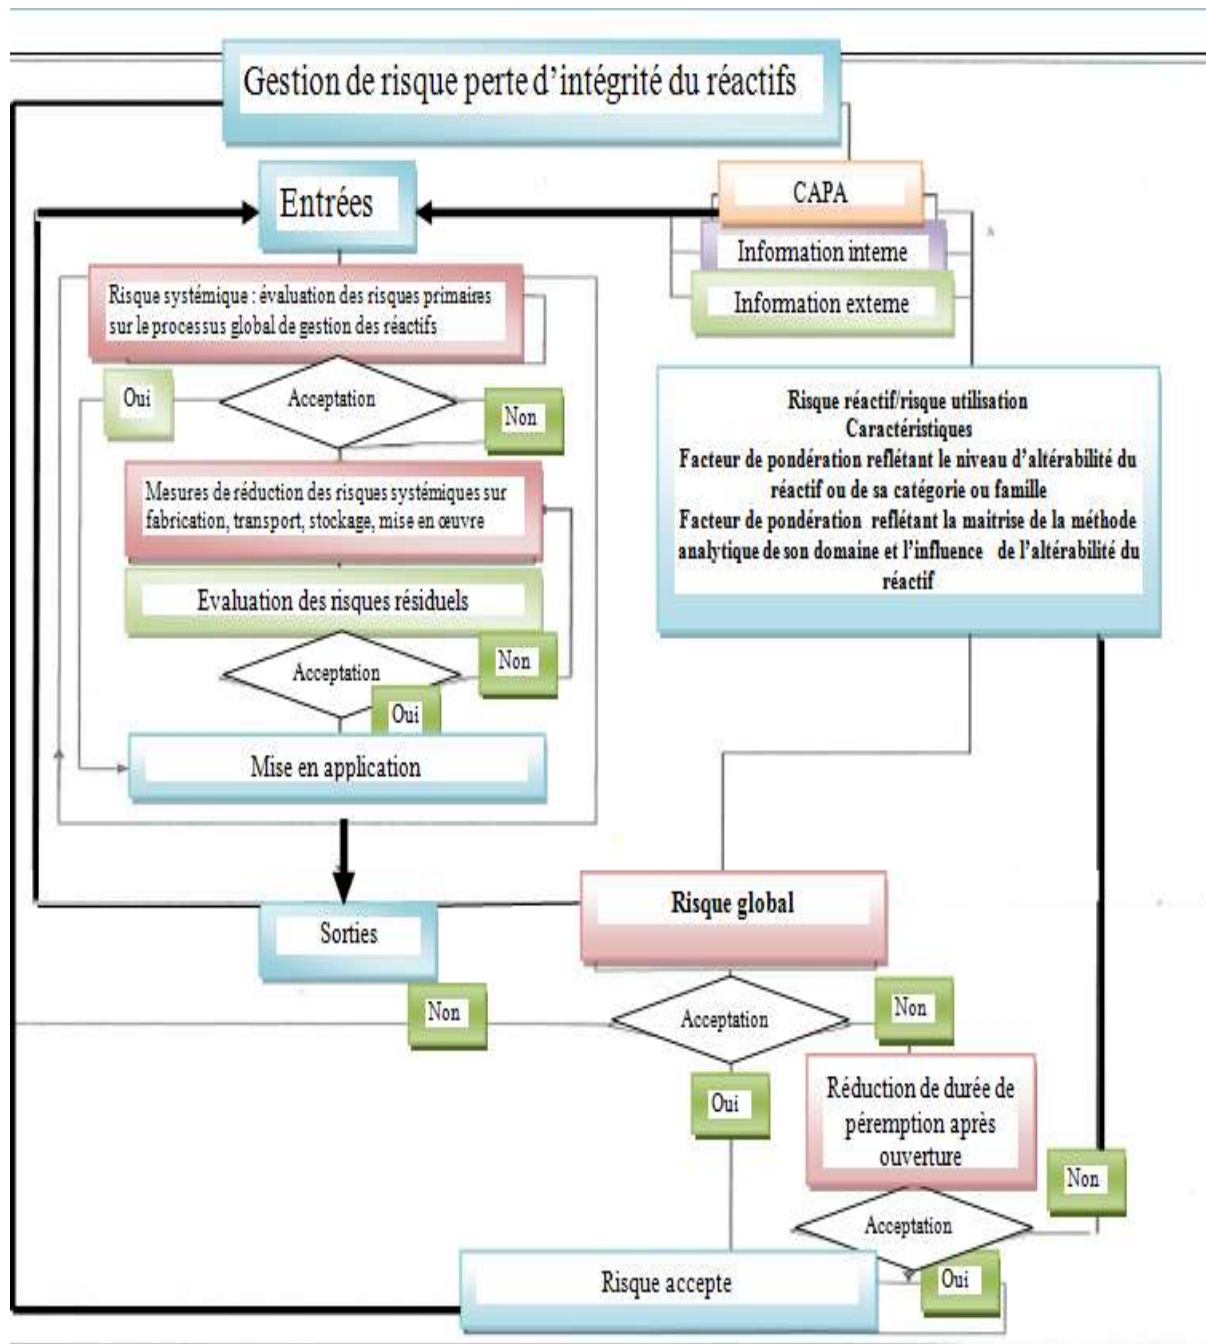 Gestion de risque perte d’intégrité du réactifs
Entrées
CAPA
Information interne
Information externe
Risque systémique : évaluation des risques primaires
sur le processus global de gestion des réactifs
Oui
Acceptation
Non
Mesures de réduction des risques systémiques sur
fabrication, transport, stockage, mise en œuvre
Evaluation des risques résiduels
Acceptation
Non
Oui
Mise en application
Sorties
Risque réactif/risque utilisation
Caractéristiques
Facteur de pondération reflétant le niveau d’altérabilité du
réactif ou de sa catégorie ou famille
Facteur de pondération reflétant la maitrise de la méthode
analytique de son domaine et l’influence de l’altérabilité du
réactif
Risque global
Non
Acceptation
Non
Oui
Réduction de durée de
péremption après
ouverture
Non
Acceptation
Oui
Risque accepte